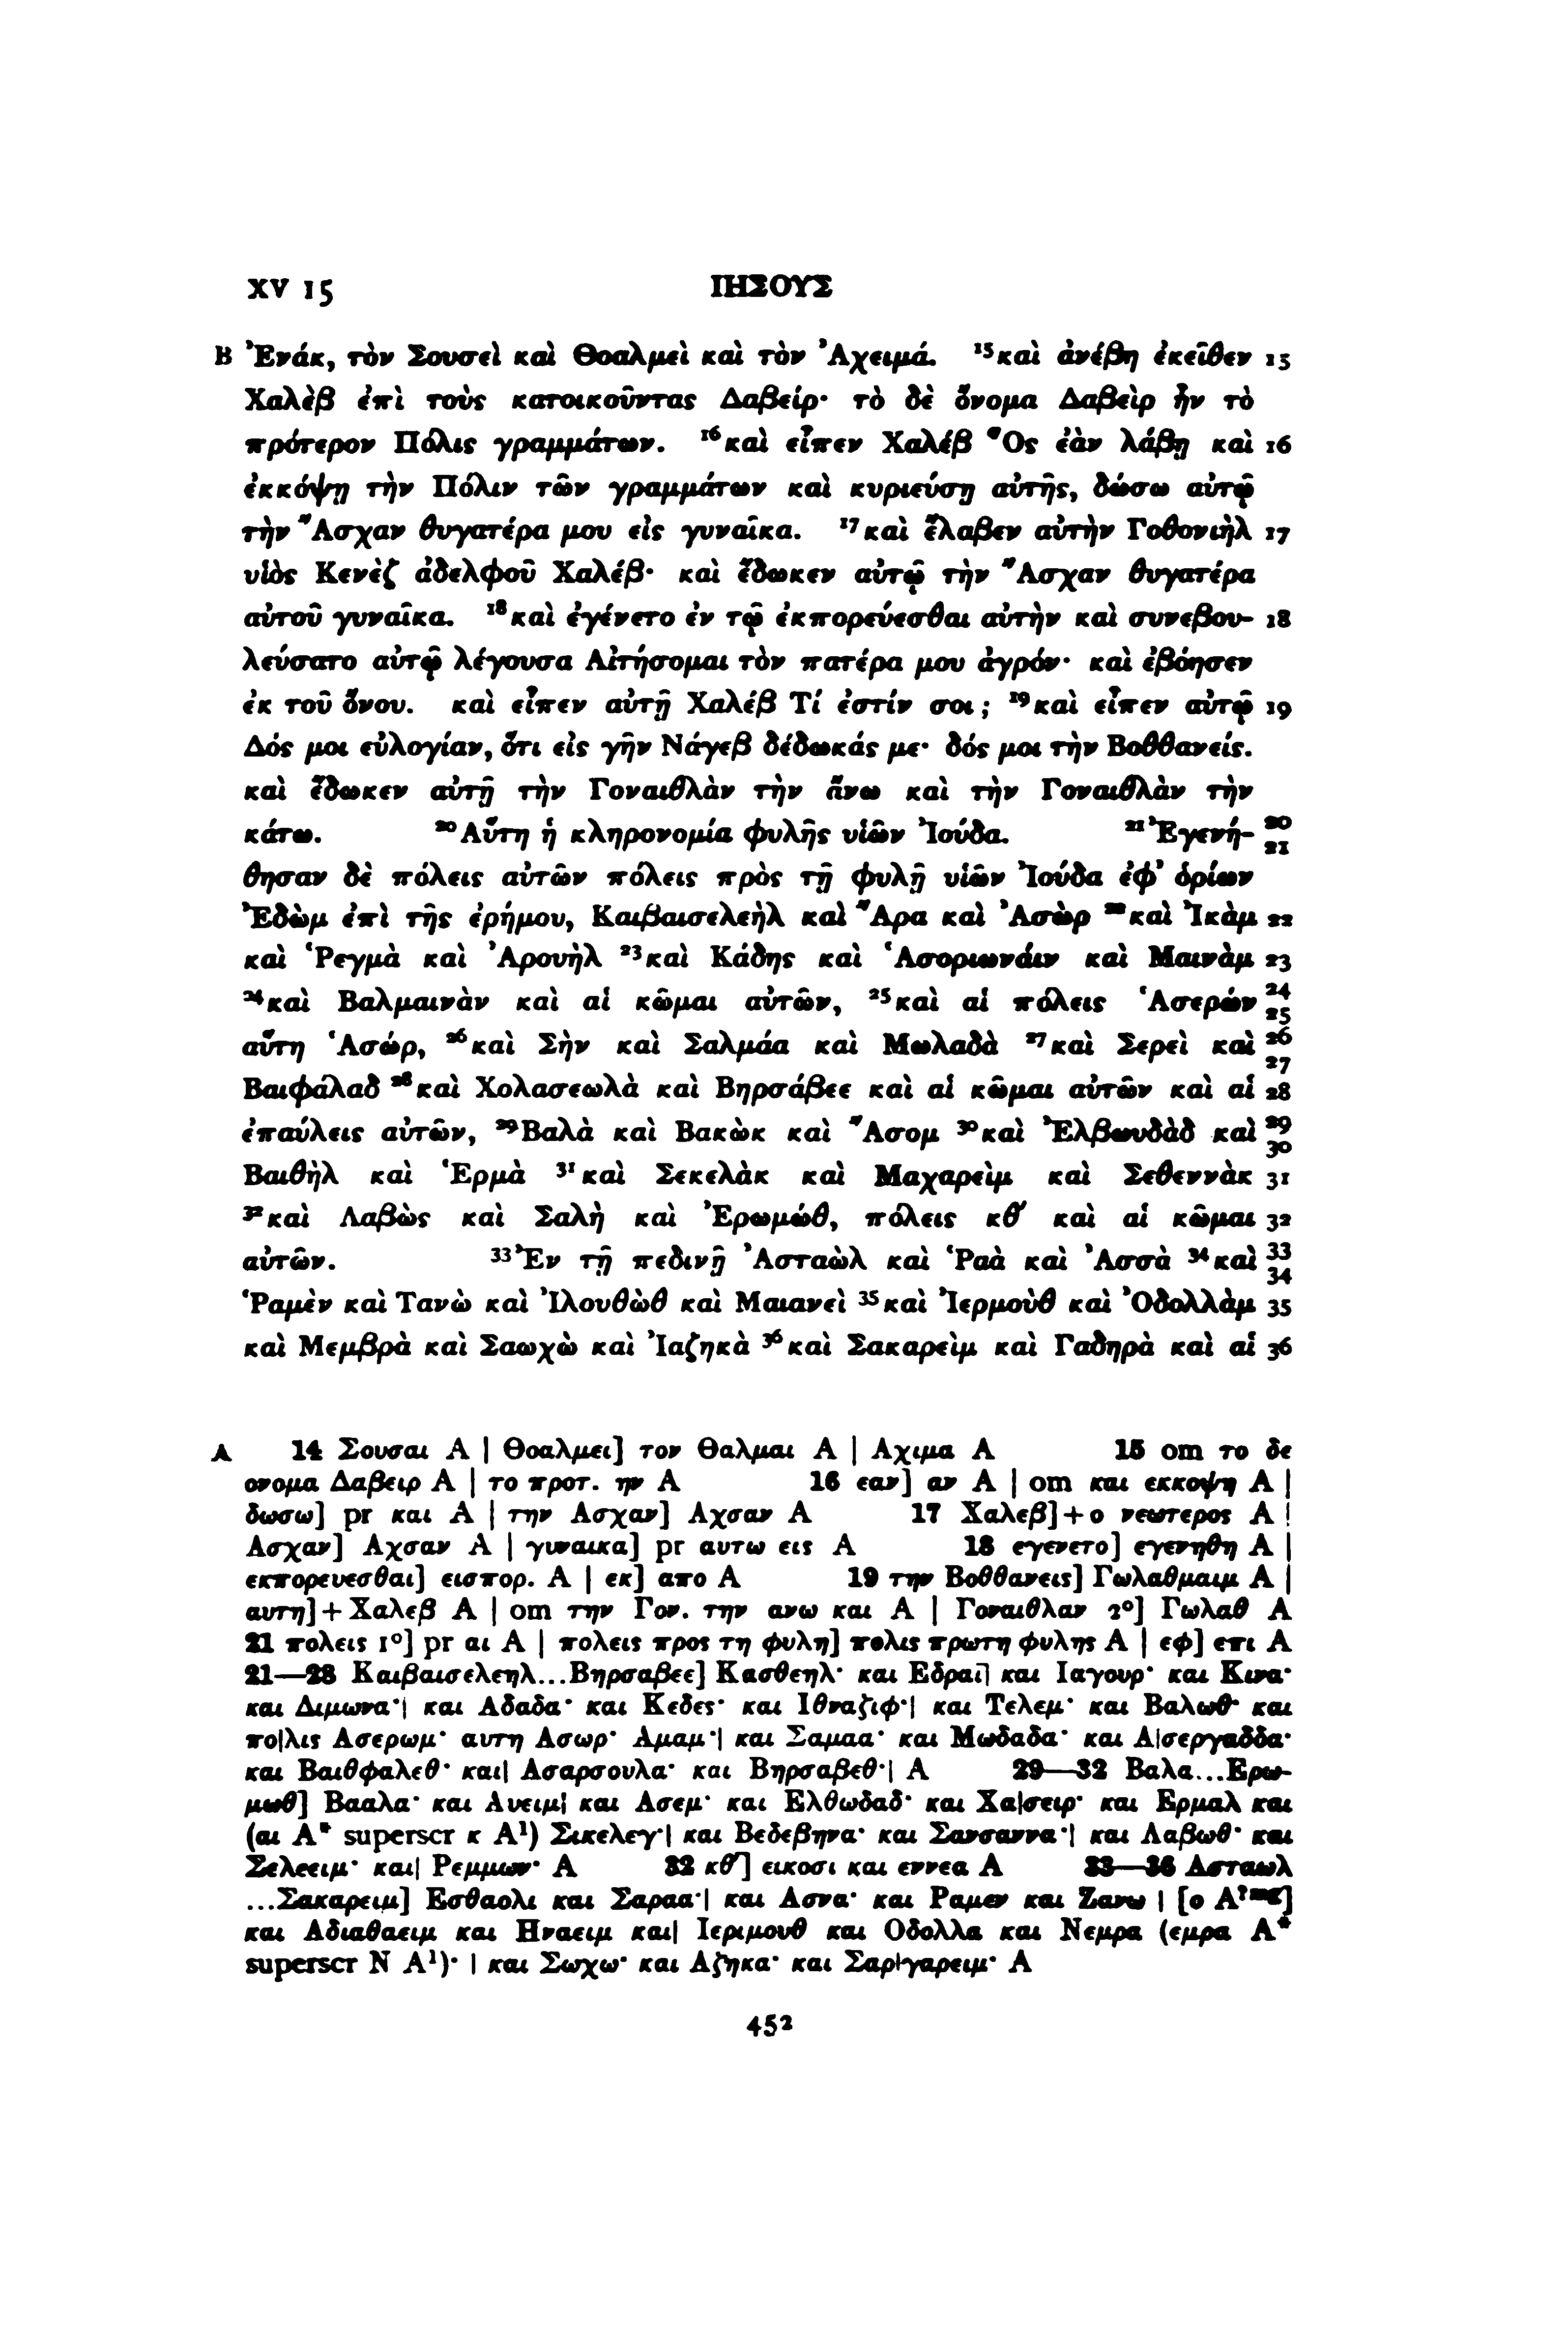 XV 15 ΙΗΣΟΥΣ
B Ἐνάκ, τὸν Σουσεὶ καὶ Θοαλμεὶ καὶ τὸν Ἀχειμά. ¹⁵καὶ ἀνέβη ἐκεῖθεν 15
Χαλὲβ ἐπὶ τοὺς κατοικοῦντας Δαβείρ· τὸ δὲ ὄνομα Δαβεὶρ ἦν τὸ
πρότερον Πόλις γραμμάτων. ¹⁶καὶ εἶπεν Χαλέβ Ὃς ἐὰν λάβῃ καὶ 16
ἐκκόψῃ τὴν Πόλιν τῶν γραμμάτων καὶ κυριεύσῃ αὐτῆς, δώσω αὐτῷ
τὴν Ἄσχαν θυγατέρα μου εἰς γυναῖκα. ¹⁷καὶ ἔλαβεν αὐτὴν Γοθονιὴλ 17
υἱὸς Κενὲζ ἀδελφοῦ Χαλέβ· καὶ ἔδωκεν αὐτῷ τὴν Ἄσχαν θυγατέρα
αὐτοῦ γυναῖκα. ¹⁸καὶ ἐγένετο ἐν τῷ ἐκπορεύεσθαι αὐτὴν καὶ συνεβου- 18
λεύσατο αὐτῷ λέγουσα Αἰτήσομαι τὸν πατέρα μου ἀγρόν· καὶ ἐβόησεν
ἐκ τοῦ ὄνου. καὶ εἶπεν αὐτῇ Χαλέβ Τί ἐστίν σοι; ¹⁹καὶ εἶπεν αὐτῷ 19
Δός μοι εὐλογίαν, ὅτι εἰς γῆν Νάγεβ δέδωκάς με· δός μοι τὴν Βοθθανείς.
καὶ ἔδωκεν αὐτῇ τὴν Γοναιθλὰν τὴν ἄνω καὶ τὴν Γοναιθλὰν τὴν
κάτω. ²⁰Αὕτη ἡ κληρονομία φυλῆς υἱῶν Ἰούδα. ²¹Ἐγενή- 20 21
θησαν δὲ πόλεις αὐτῶν πόλεις πρὸς τῇ φυλῇ υἱῶν Ἰούδα ἐφ᾽ ὁρίων
Ἐδὼμ ἐπὶ τῆς ἐρήμου, Καιβαισελεὴλ καὶ Ἄρα καὶ Ἀσὼρ ²²καὶ Ἰκὰμ 22
καὶ Ῥεγμὰ καὶ Ἀρουὴλ ²³καὶ Κάδης καὶ Ἁσοριωνάιν καὶ Μαινὰμ 23
²⁴καὶ Βαλμαινὰν καὶ αἱ κῶμαι αὐτῶν, ²⁵καὶ αἱ πόλεις Ἁσερών 24 25
αὕτη Ἁσώρ, ²⁶καὶ Σὴν καὶ Σαλμάα καὶ Μωλαδὰ ²⁷καὶ Σερεὶ καὶ 26 27
Βαιφάλαδ ²⁸καὶ Χολασεωλὰ καὶ Βηρσάβεε καὶ αἱ κῶμαι αὐτῶν καὶ αἱ 28
ἐπαύλεις αὐτῶν, ²⁹Βαλὰ καὶ Βακὼκ καὶ Ἄσομ ³⁰καὶ Ἐλβωυδὰδ καὶ 29 30
Βαιθὴλ καὶ Ἑρμὰ ³¹καὶ Σεκελὰκ καὶ Μαχαρεὶμ καὶ Σεθεννὰκ 31
³²καὶ Λαβὼς καὶ Σαλὴ καὶ Ἐρωμώθ, πόλεις κθ´ καὶ αἱ κῶμαι 32
αὐτῶν. ³³Ἐν τῇ πεδινῇ Ἀσταὼλ καὶ Ῥαὰ καὶ Ἀσσὰ ³⁴καὶ 33 34
Ῥαμὲν καὶ Τανὼ καὶ Ἰλουθὼθ καὶ Μαιανεὶ ³⁵καὶ Ἰερμοὺθ καὶ Ὀδολλὰμ 35
καὶ Μεμβρὰ καὶ Σαωχὼ καὶ Ἰαζηκὰ ³⁶καὶ Σακαρεὶμ καὶ Γαδηρὰ καὶ αἱ 36
A 14 Σουσαι A | Θοαλμει] τον Θαλμαι A | Αχιμα A 15 om το δε
ονομα Δαβειρ A | το προτ. ην A 16 εαν] αν A | om και εκκοψη A |
δωσω] pr και A | την Ασχαν] Αχσαν A 17 Χαλεβ]+ο νεωτερος A |
Ασχαν] Αχσαν A | γυναικα] pr αυτω εις A 18 εγενετο] εγενηθη A |
εκπορευεσθαι] εισπορ. A | εκ] απο A 19 την Βοθθανεις] Γωλαθμαιμ A |
αυτη]+Χαλεβ A | om την Γον. την ανω και A | Γοναιθλαν 2°] Γωλαθ A
21 πολεις 1°] pr αι A | πολεις προς τη φυλη] πολις πρωτη φυλης A | εφ] επι A
21—28 Καιβαισελεηλ...Βηρσαβεε] Κασθεηλ· και Εδραι| και Ιαγουρ· και Κινα·
και Διμωνα·| και Αδαδα· και Κεδες· και Ιθναζιφ·| και Τελεμ· και Βαλωθ· και
πο|λις Ασερωμ· αυτη Ασωρ· Αμαμ·| και Σαμαα· και Μωδαδα· και Α|σεργαδδα·
και Βαιθφαλεθ· και| Ασαρσουλα· και Βηρσαβεθ·| A 29—32 Βαλα...Ερω-
μωθ] Βααλα· και Αυειμ| και Ασεμ· και Ελθωδαδ· και Χα|σειρ· και Ερμαλ και
(αι A* superscr κ A¹) Σικελεγ·| και Βεδεβηνα· και Σανσαννα·| και Λαβωθ· και
Σελεειμ· και| Ρεμμων· A 32 κθ´] εικοσι και εννεα A 33—36 Ασταωλ
...Σακαρειμ] Εσθαολι και Σαραα·| και Ασνα· και Ραμεν και Ζανω | [ο A? mg]
και Αδιαθαειμ και Ηναειμ και| Ιεριμουθ και Οδολλα και Νεμρα (εμρα A*
superscr N A¹)· | και Σωχω· και Αζηκα· και Σαρ|γαρειμ· A
452